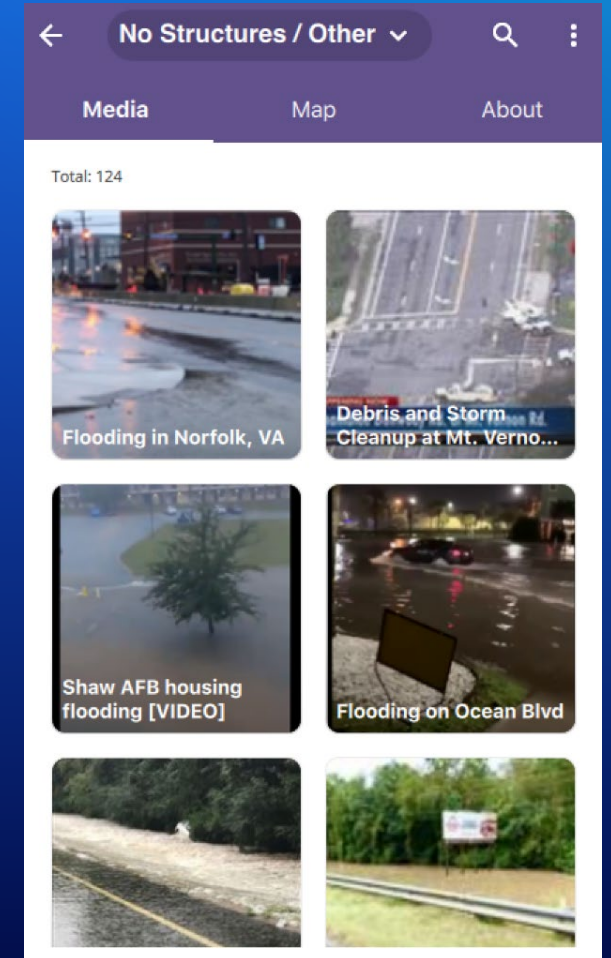 No Structures / Other
Media Map About
Total: 124
Flooding in Norfolk, VA
Debris and Storm
Cleanup at Mt. Verno...
Shaw AFB housing
flooding [VIDEO]
Flooding on Ocean Blvd